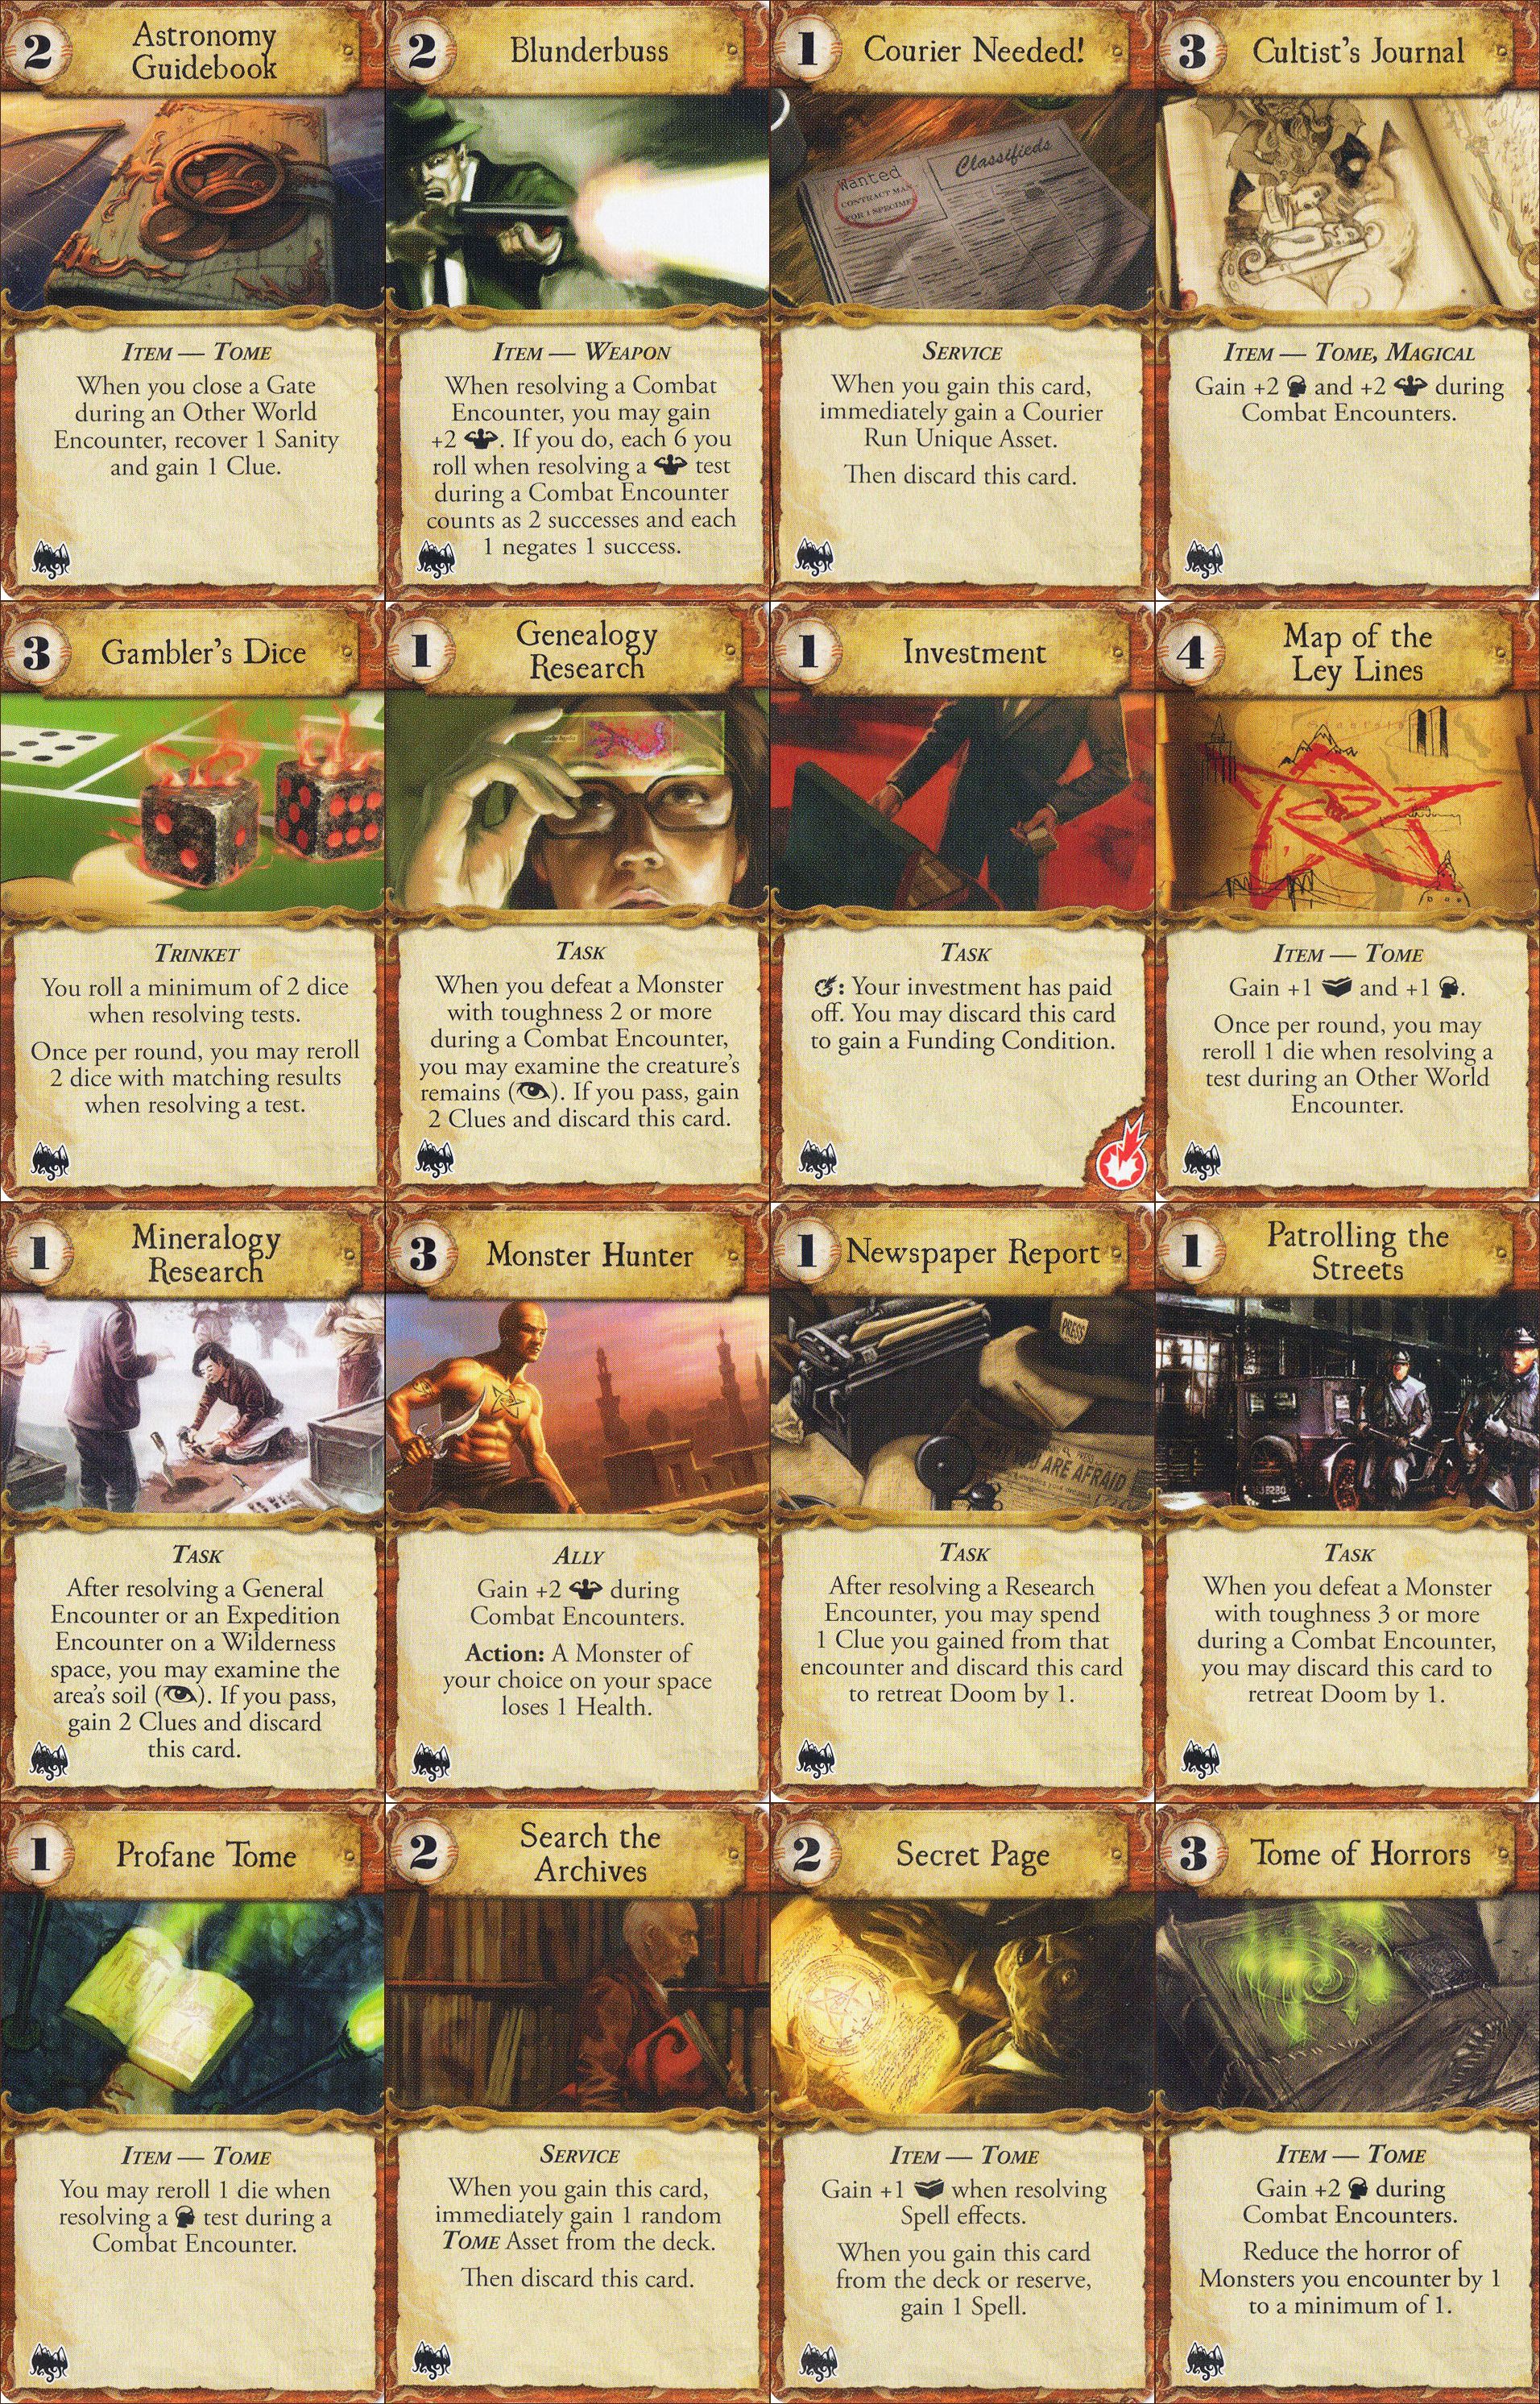 2
Astronomy
Guidebook
Item — Tome
When you close a Gate
during an Other World
Encounter, recover 1 Sanity
and gain 1 Clue.
2
Blunderbuss
Item — Weapon
When resolving a Combat
Encounter, you may gain
+2 . If you do, each 6 you
roll when resolving a test
during a Combat Encounter
counts as 2 successes and each
1 negates 1 success.
1
Courier Needed!
Wanted
CONTRACT MAN
FOR 1 SPECIME
Classifieds
Service
When you gain this card,
immediately gain a Courier
Run Unique Asset.
Then discard this card.
3
Cultist's Journal
Item — Tome, Magical
Gain +2 and +2 during
Combat Encounters.
3
Gambler's Dice
Trinket
You roll a minimum of 2 dice
when resolving tests.
Once per round, you may reroll
2 dice with matching results
when resolving a test.
1
Genealogy
Research
Task
When you defeat a Monster
with toughness 2 or more
during a Combat Encounter,
you may examine the creature's
remains ( ). If you pass, gain
2 Clues and discard this card.
1
Investment
Task
: Your investment has paid
off. You may discard this card
to gain a Funding Condition.
4
Map of the
Ley Lines
Item — Tome
Gain +1 and +1 .
Once per round, you may
reroll 1 die when resolving a
test during an Other World
Encounter.
1
Mineralogy
Research
Task
After resolving a General
Encounter or an Expedition
Encounter on a Wilderness
space, you may examine the
area's soil ( ). If you pass,
gain 2 Clues and discard
this card.
3
Monster Hunter
Ally
Gain +2 during
Combat Encounters.
Action: A Monster of
your choice on your space
loses 1 Health.
1
Newspaper Report
PRESS
WHY YOU ARE AFRAID
Task
After resolving a Research
Encounter, you may spend
1 Clue you gained from that
encounter and discard this card
to retreat Doom by 1.
1
Patrolling the
Streets
Task
When you defeat a Monster
with toughness 3 or more
during a Combat Encounter,
you may discard this card to
retreat Doom by 1.
1
Profane Tome
Item — Tome
You may reroll 1 die when
resolving a test during a
Combat Encounter.
2
Search the
Archives
Service
When you gain this card,
immediately gain 1 random
Tome Asset from the deck.
Then discard this card.
2
Secret Page
Item — Tome
Gain +1 when resolving
Spell effects.
When you gain this card
from the deck or reserve,
gain 1 Spell.
3
Tome of Horrors
Item — Tome
Gain +2 during
Combat Encounters.
Reduce the horror of
Monsters you encounter by 1
to a minimum of 1.